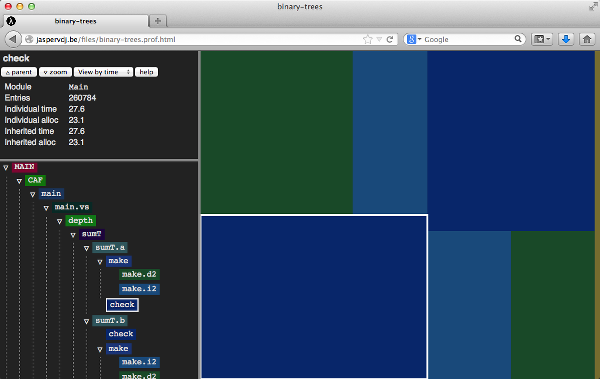 binary-trees
binary-trees
jaspervdj.be/files/binary-trees.prof.html
Google
check
parent
zoom
View by time
help
Module Main
Entries 260784
Individual time 27.6
Individual alloc 23.1
Inherited time 27.6
Inherited alloc 23.1
MAIN
CAF
main
main.vs
depth
sumT
sumT.a
make
make.d2
make.i2
check
sumT.b
check
make
make.i2
make.d2